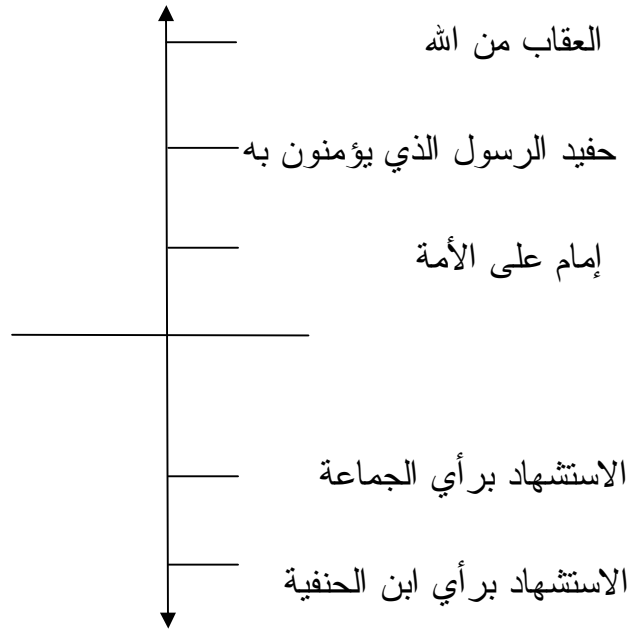 العقاب من الله
حفيد الرسول الذي يؤمنون به
إمام على الأمة
الاستشهاد برأي الجماعة
الاستشهاد برأي ابن الحنفية